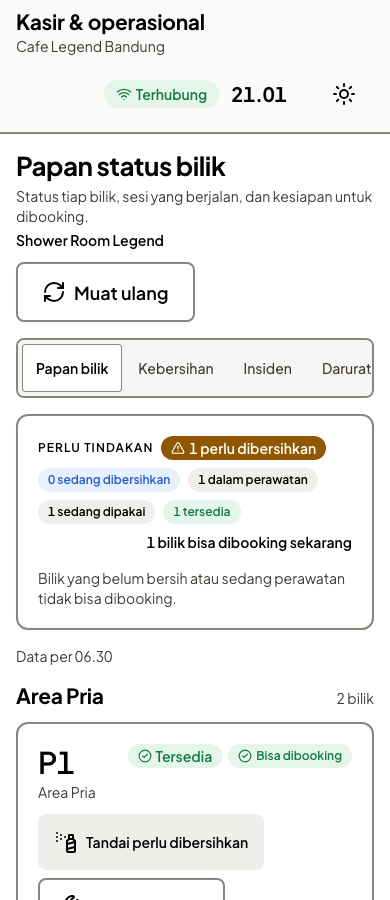 Kasir & operasional
Cafe Legend Bandung
Terhubung 21.01
Papan status bilik
Status tiap bilik, sesi yang berjalan, dan kesiapan untuk
dibooking.
Shower Room Legend
Muat ulang
Papan bilik Kebersihan Insiden Darurat
PERLU TINDAKAN 1 perlu dibersihkan
0 sedang dibersihkan 1 dalam perawatan
1 sedang dipakai 1 tersedia
1 bilik bisa dibooking sekarang
Bilik yang belum bersih atau sedang perawatan
tidak bisa dibooking.
Data per 06.30
Area Pria 2 bilik
P1 Tersedia Bisa dibooking
Area Pria
Tandai perlu dibersihkan